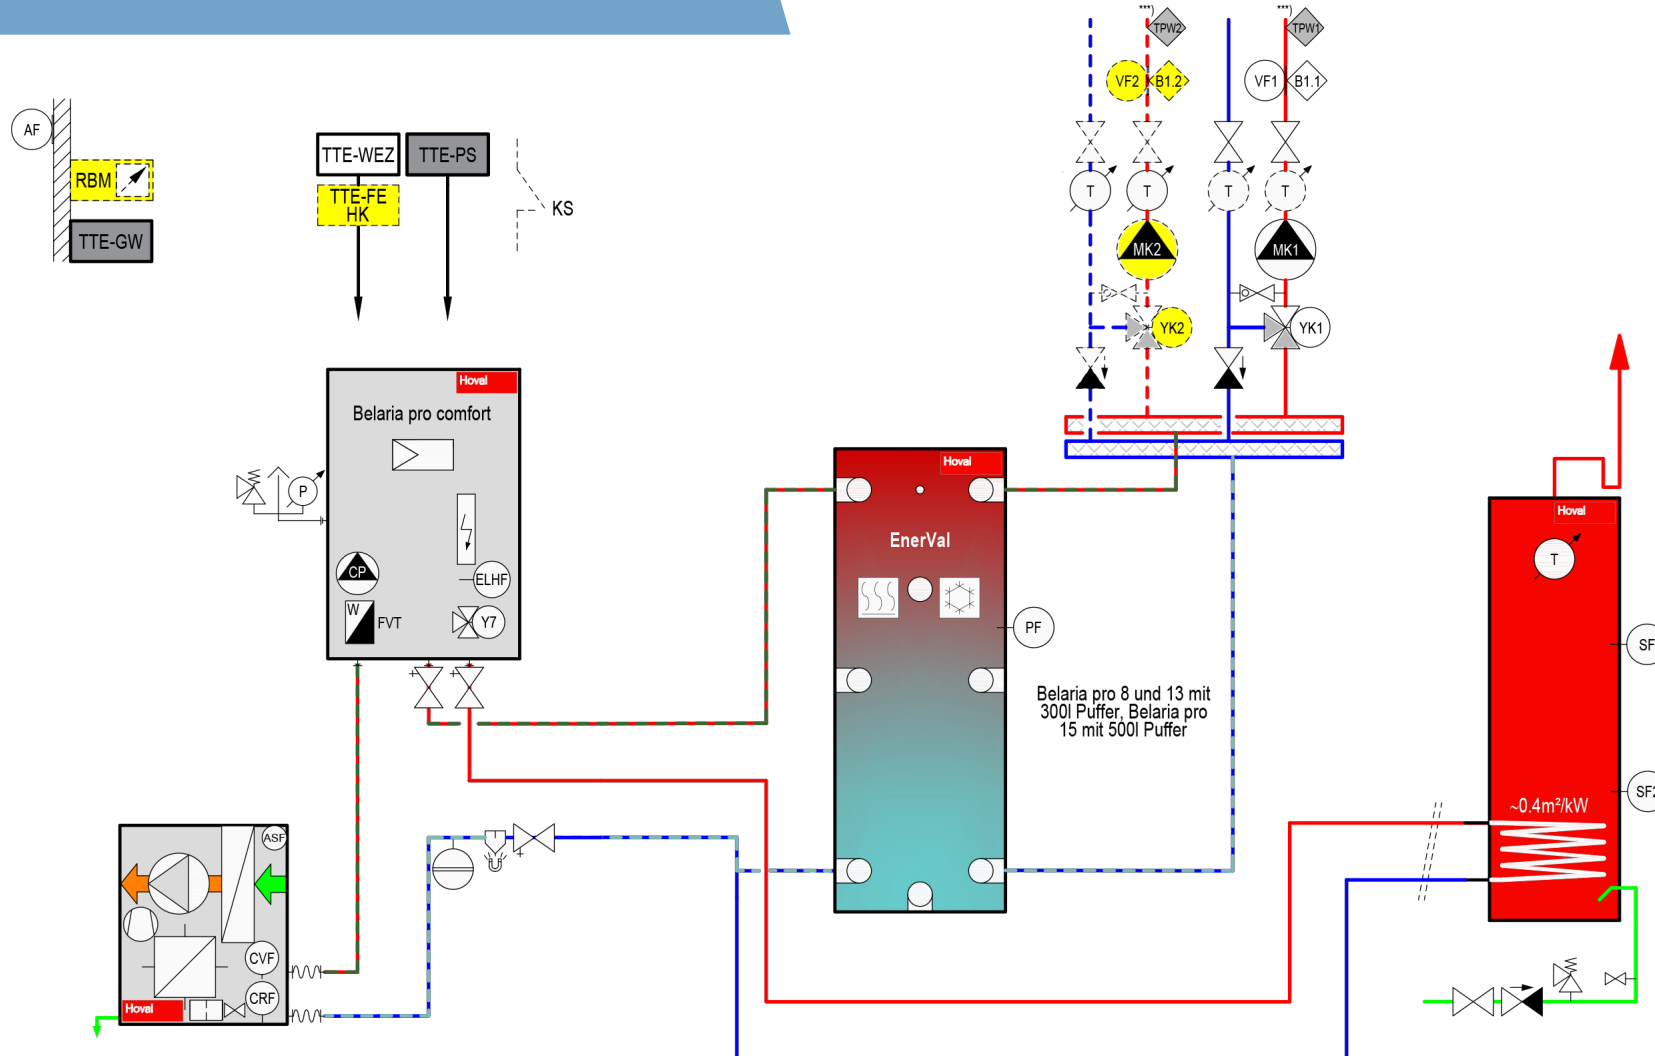 ***)
TPW2
***)
TPW1
VF2
B1.2
VF1
B1.1
AF
RBM
TTE-GW
TTE-WEZ
TTE-PS
TTE-FE
HK
KS
T
T
T
T
MK2
MK1
YK2
YK1
Hoval
Belaria pro comfort
P
CP
ELHF
W
FVT
Y7
Hoval
EnerVal
PF
Belaria pro 8 und 13 mit
300l Puffer, Belaria pro
15 mit 500l Puffer
Hoval
T
SF
SF2
~0.4m²/kW
ASF
CVF
CRF
Hoval